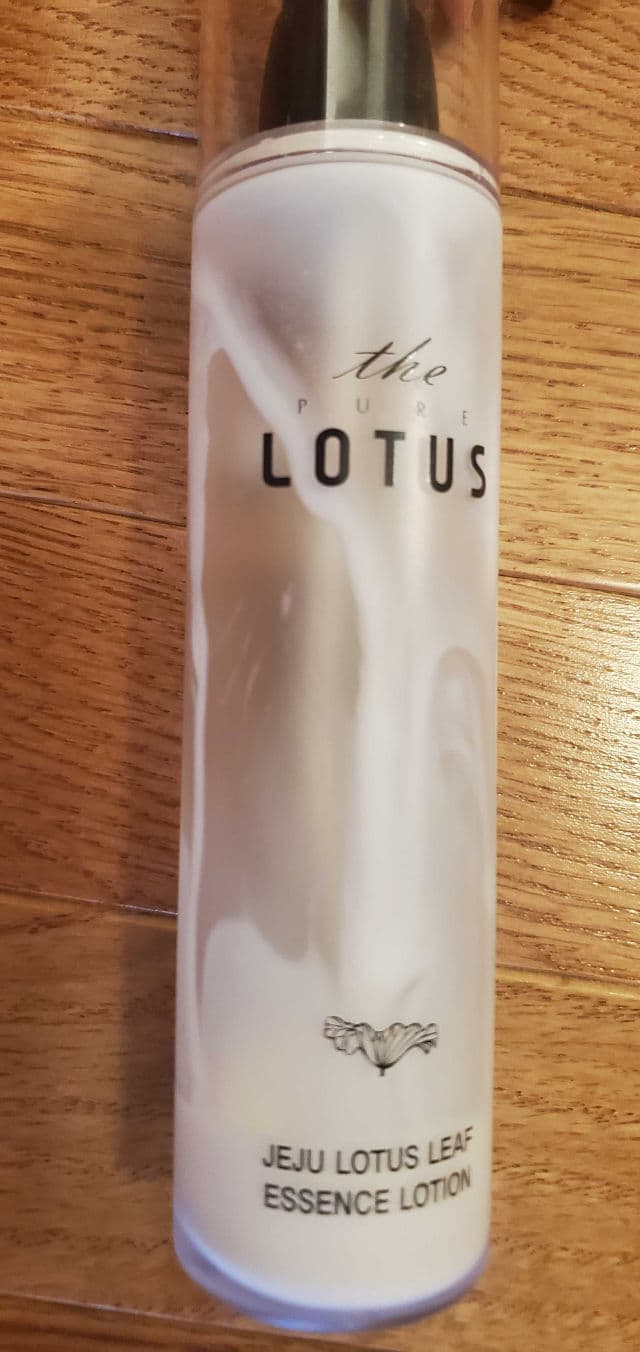 the
PURE
LOTUS
JEJU LOTUS LEAF
ESSENCE LOTION